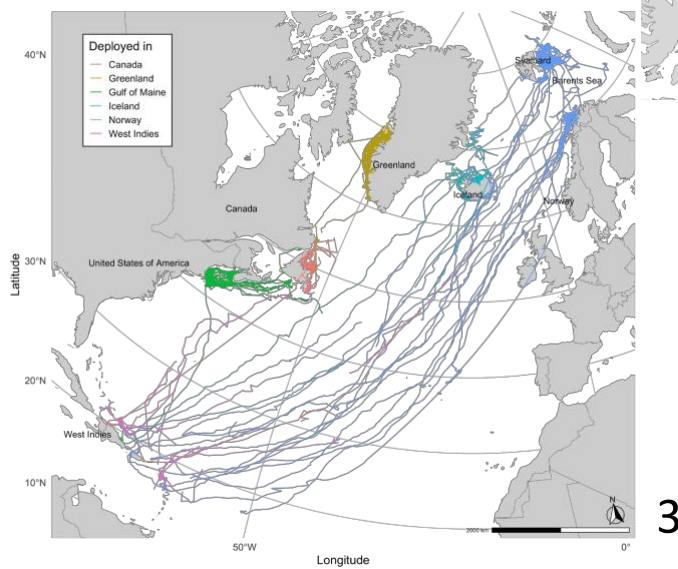 40°N
30°N
20°N
10°N
Latitude
Deployed in
Canada
Greenland
Gulf of Maine
Iceland
Norway
West Indies
Svalbard
Barents Sea
Greenland
Iceland
Norway
Canada
United States of America
West Indies
N
2000 km
50°W
0°
Longitude
3